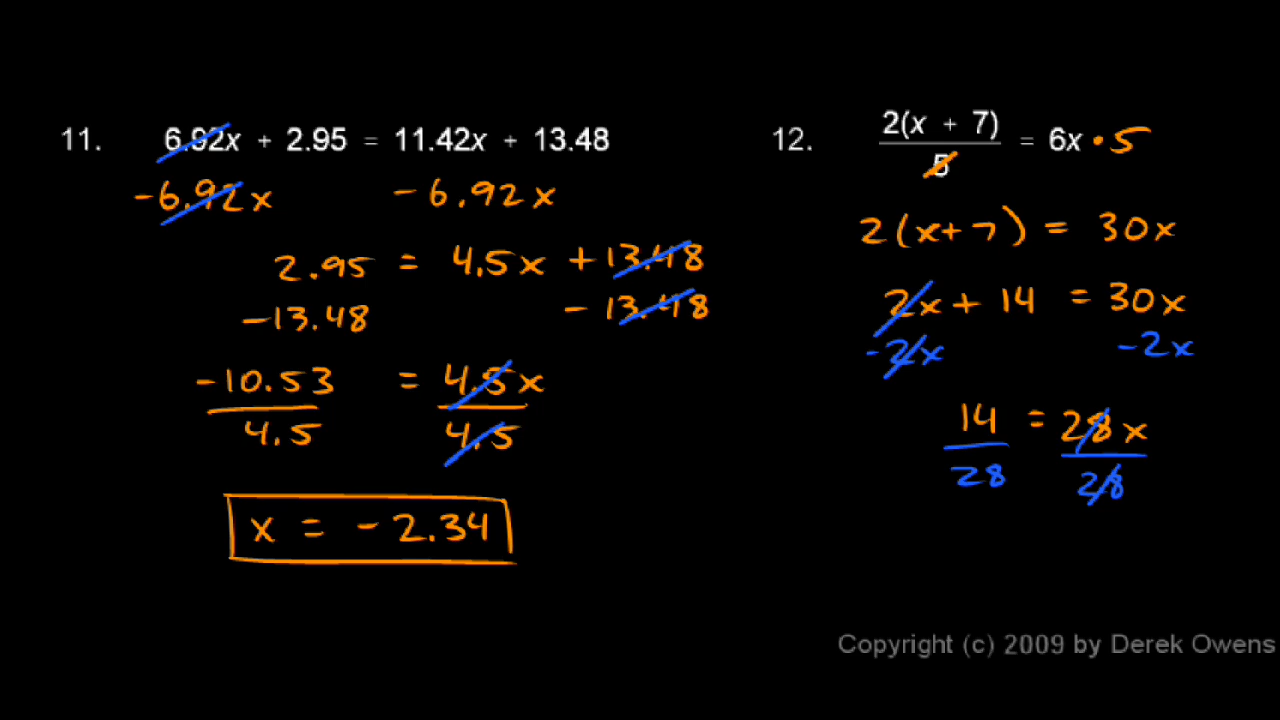 11. 6.92x + 2.95 = 11.42x + 13.48
-6.92x -6.92x
2.95 = 4.5x + 13.48
-13.48 - 13.48
-10.53 = 4.5x
4.5 4.5
x = -2.34
12. 2(x + 7) = 6x • 5
5
2(x+7) = 30x
2x + 14 = 30x
-2x -2x
14 = 28x
28 28
Copyright (c) 2009 by Derek Owens